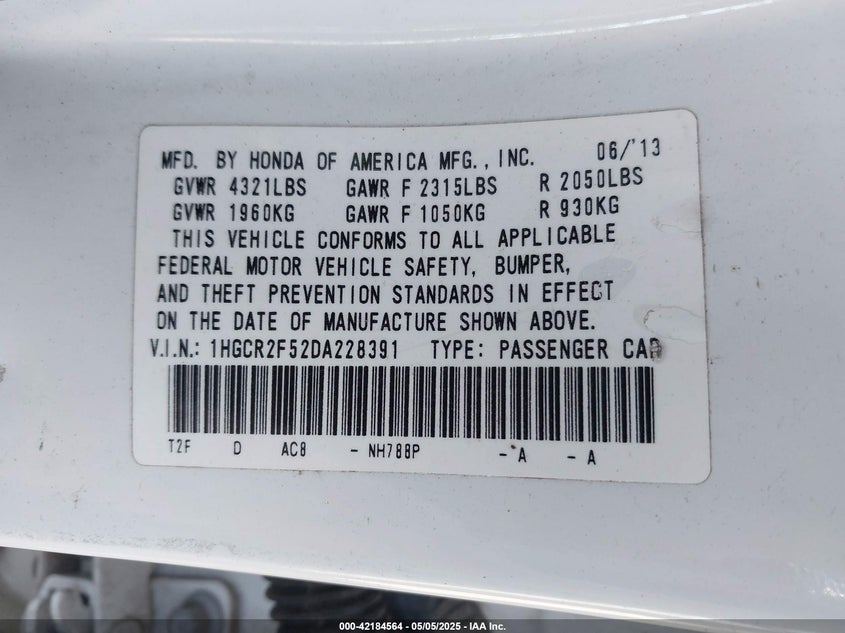 MFD. BY HONDA OF AMERICA MFG., INC. 06/'13
GVWR 4321LBS GAWR F 2315LBS R 2050LBS
GVWR 1960KG GAWR F 1050KG R 930KG
THIS VEHICLE CONFORMS TO ALL APPLICABLE
FEDERAL MOTOR VEHICLE SAFETY, BUMPER,
AND THEFT PREVENTION STANDARDS IN EFFECT
ON THE DATE OF MANUFACTURE SHOWN ABOVE.
V.I.N.: 1HGCR2F52DA228391 TYPE: PASSENGER CAR
T2F D AC8 - NH788P - A - A
000-42184564 — 05/05/2025 - IAA Inc.